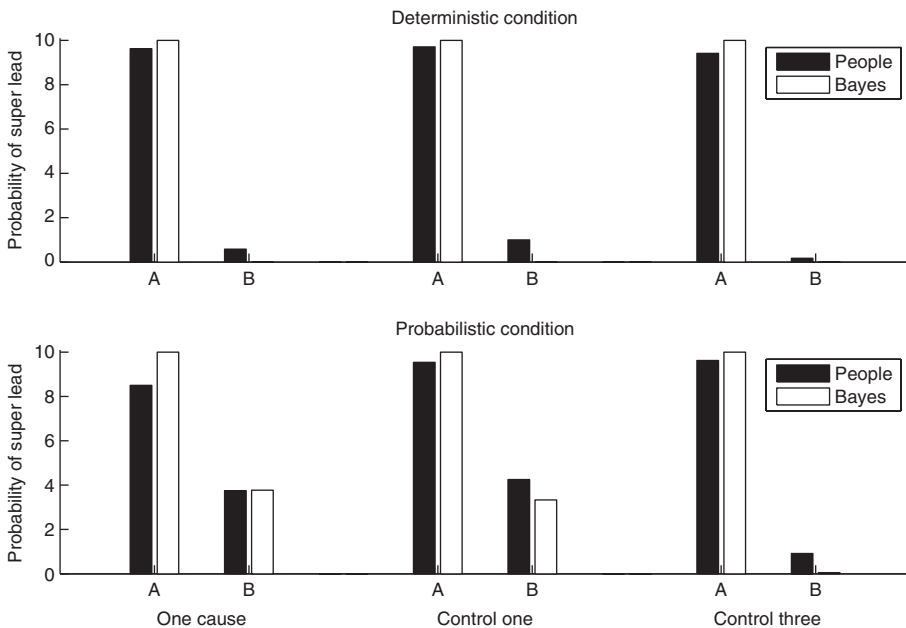 Deterministic condition
Probability of super lead
10
8
6
4
2
0
People
Bayes
A
B
A
B
A
B
Probabilistic condition
Probability of super lead
10
8
6
4
2
0
People
Bayes
A
B
A
B
A
B
One cause
Control one
Control three